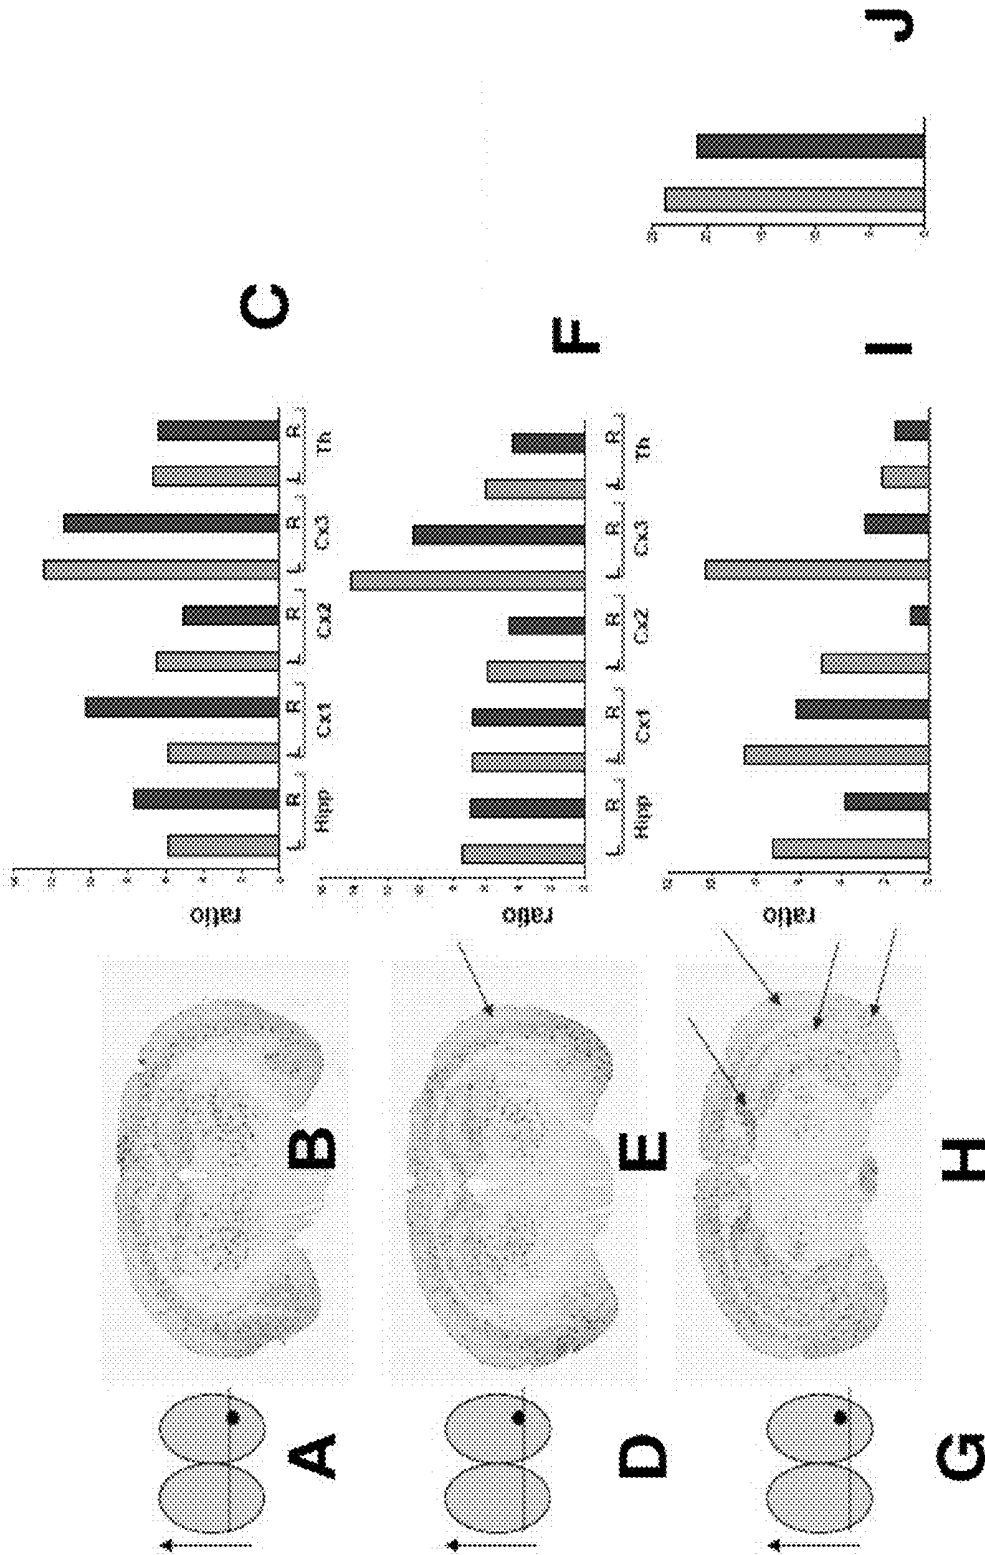 A
B
C
ratio
L R L R L R L R L R
Hipp Cx1 Cx2 Cx3 Th
D
E
F
ratio
L R L R L R L R L R
Hipp Cx1 Cx2 Cx3 Th
G
H
I
ratio
J